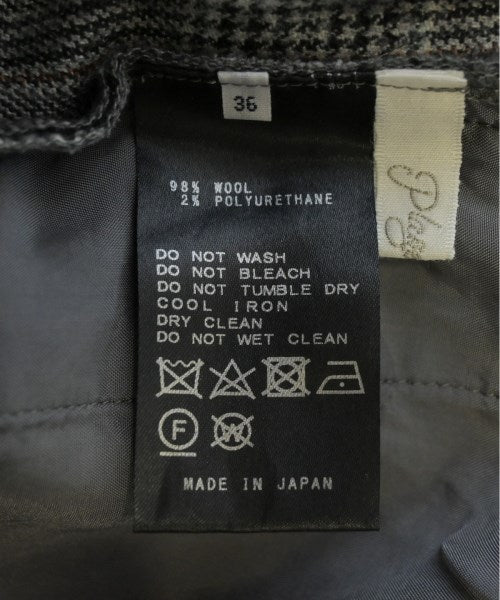 36
98% WOOL
2% POLYURETHANE
DO NOT WASH
DO NOT BLEACH
DO NOT TUMBLE DRY
COOL IRON
DRY CLEAN
DO NOT WET CLEAN
F W
MADE IN JAPAN